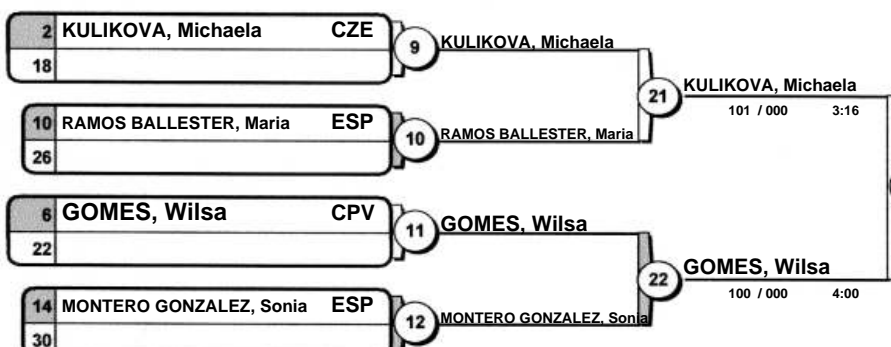 2 KULIKOVA, Michaela CZE
18
9 KULIKOVA, Michaela
21 KULIKOVA, Michaela
101 / 000 3:16
10 RAMOS BALLESTER, Maria ESP
26
10 RAMOS BALLESTER, Maria
6 GOMES, Wilsa CPV
22
11 GOMES, Wilsa
22 GOMES, Wilsa
100 / 000 4:00
14 MONTERO GONZALEZ, Sonia ESP
30
12 MONTERO GONZALEZ, Sonia